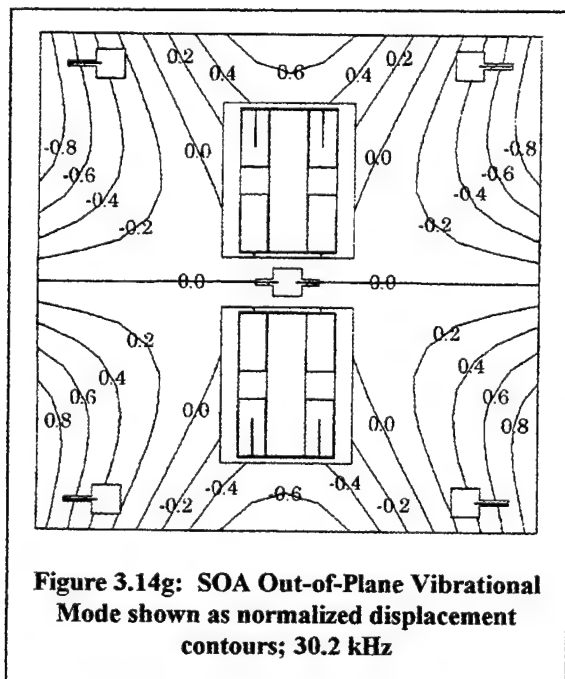 0.2 0.4 0.6 0.4 0.2
-0.8 0.0 0.0 -0.8
-0.6 -0.6
-0.4 -0.4
-0.2 -0.2
0.0 0.0
0.2 0.2
0.4 0.4
0.6 0.6
0.8 0.0 0.0 0.8
-0.2 -0.4 -0.6 -0.4 -0.2
Figure 3.14g: SOA Out-of-Plane Vibrational
Mode shown as normalized displacement
contours; 30.2 kHz